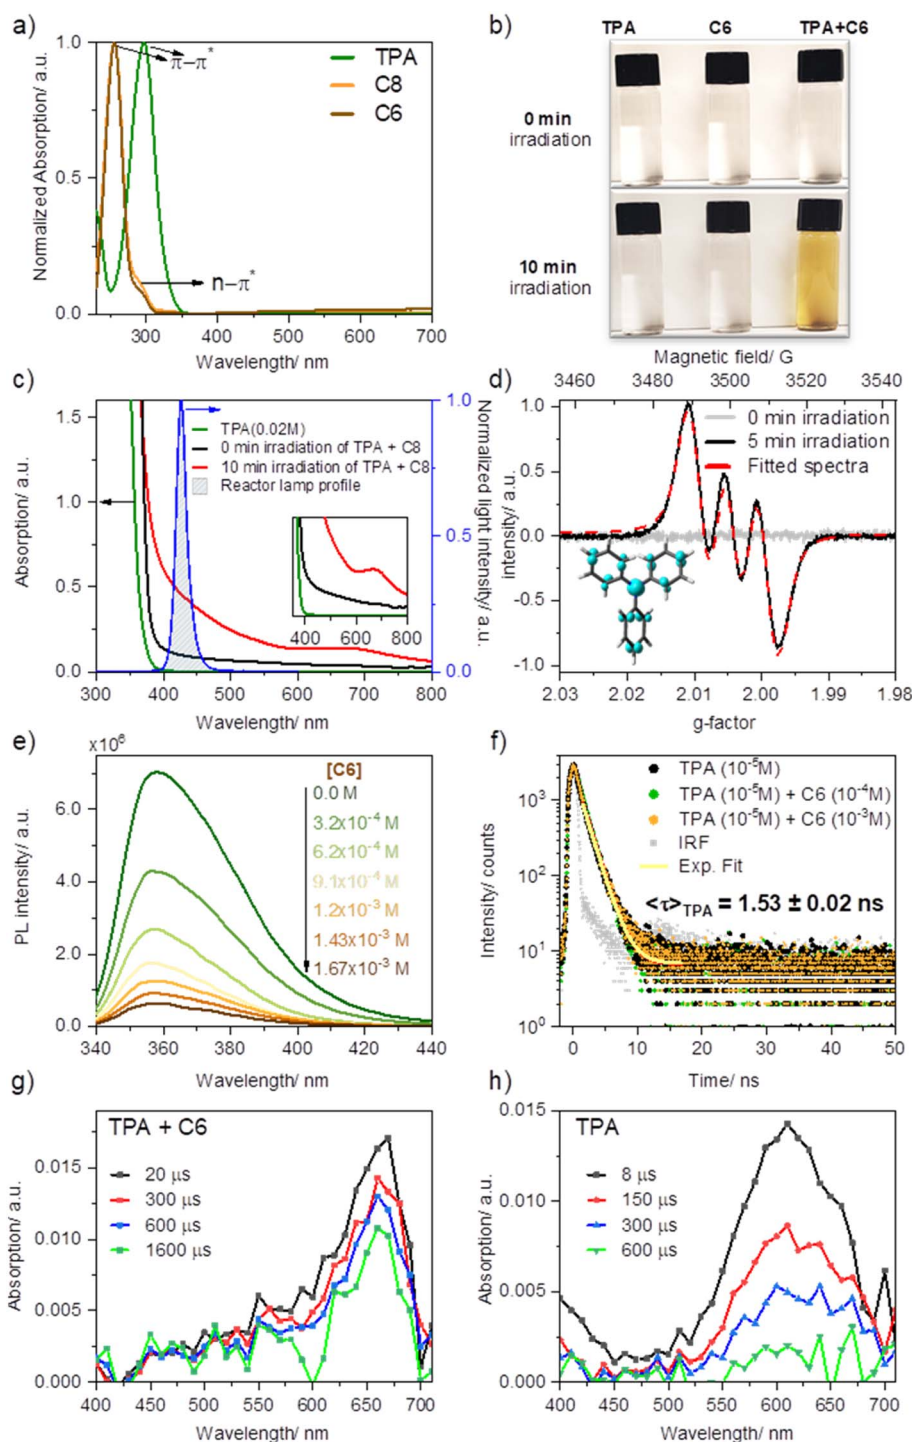 a)
1.0
0.5
0.0
Normalized Absorption/ a.u.
π–π*
n–π*
TPA
C8
C6
300
400
500
600
700
Wavelength/ nm
b)
TPA
C6
TPA+C6
0 min
irradiation
10 min
irradiation
c)
1.5
1.0
0.5
0.0
Absorption/ a.u.
TPA(0.02M)
0 min irradiation of TPA + C8
10 min irradiation of TPA + C8
Reactor lamp profile
400
600
800
1.0
0.5
0.0
Normalized light intensity/ a.u.
300
400
500
600
700
800
Wavelength/ nm
Magnetic field/ G
3460
3480
3500
3520
3540
d)
1.0
0.5
0.0
-0.5
-1.0
intensity/ a.u.
0 min irradiation
5 min irradiation
Fitted spectra
2.03
2.02
2.01
2.00
1.99
1.98
g-factor
e)
x10⁶
6.0
4.0
2.0
0.0
PL intensity/ a.u.
[C6]
0.0 M
3.2x10⁻⁴ M
6.2x10⁻⁴ M
9.1x10⁻⁴ M
1.2x10⁻³ M
1.43x10⁻³ M
1.67x10⁻³ M
340
360
380
400
420
440
Wavelength/ nm
f)
10³
10²
10¹
10⁰
Intensity/ counts
TPA (10⁻⁵M)
TPA (10⁻⁵M) + C6 (10⁻⁴M)
TPA (10⁻⁵M) + C6 (10⁻³M)
IRF
Exp. Fit
<τ>TPA = 1.53 ± 0.02 ns
0
10
20
30
40
50
Time/ ns
g)
0.015
0.010
0.005
0.000
Absorption/ a.u.
TPA + C6
20 µs
300 µs
600 µs
1600 µs
400
450
500
550
600
650
700
Wavelength/ nm
h)
0.015
0.010
0.005
0.000
Absorption/ a.u.
TPA
8 µs
150 µs
300 µs
600 µs
400
450
500
550
600
650
700
Wavelength/ nm